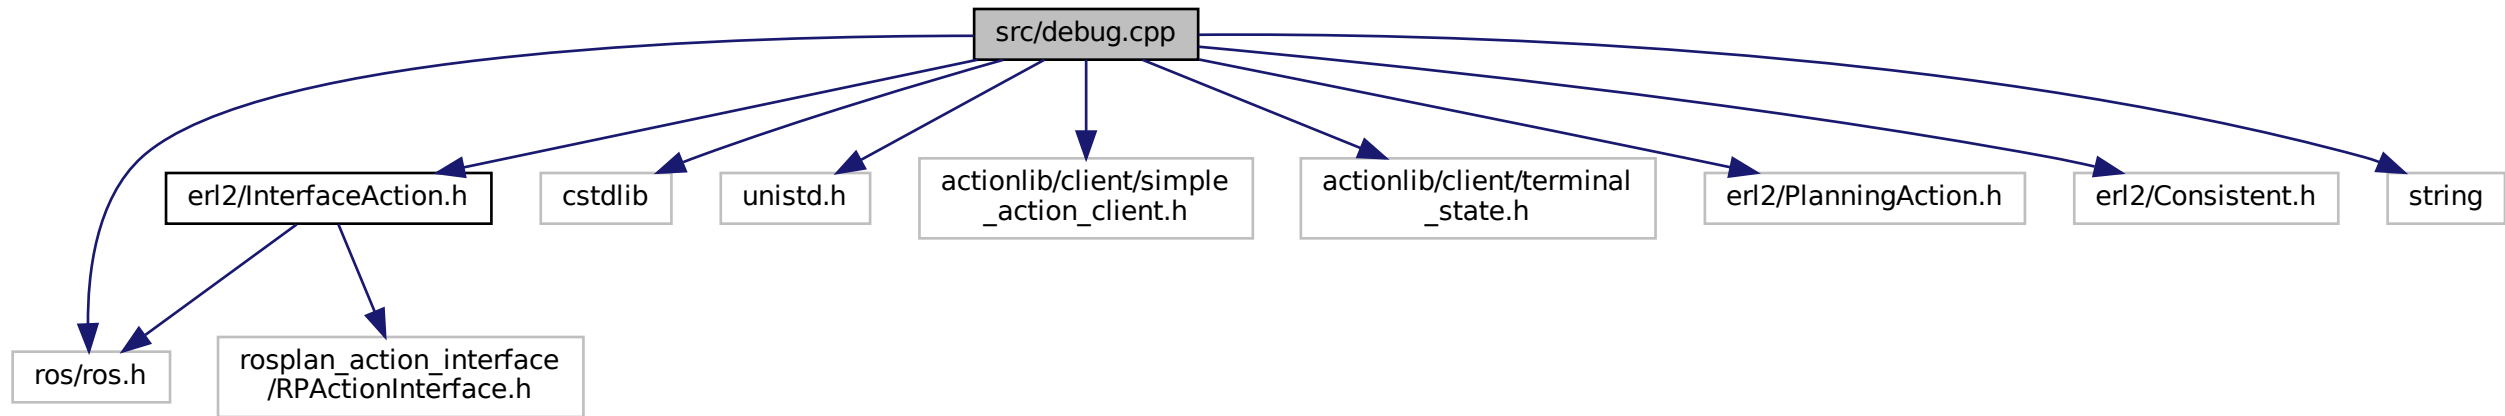 src/debug.cpp
erl2/InterfaceAction.h
cstdlib
unistd.h
actionlib/client/simple
_action_client.h
actionlib/client/terminal
_state.h
erl2/PlanningAction.h
erl2/Consistent.h
string
ros/ros.h
rosplan_action_interface
/RPActionInterface.h